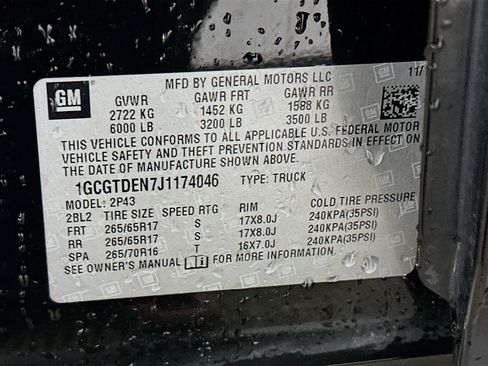 MFD BY GENERAL MOTORS LLC 11/
GM GVWR GAWR FRT GAWR RR
2722 KG 1452 KG 1588 KG
6000 LB 3200 LB 3500 LB
THIS VEHICLE CONFORMS TO ALL APPLICABLE U.S. FEDERAL MOTOR
VEHICLE SAFETY AND THEFT PREVENTION STANDARDS IN EFFECT ON
THE DATE OF MANUFACTURE SHOWN ABOVE.
1GCGTDEN7J1174046 TYPE: TRUCK
MODEL: 2P43
2BL2 TIRE SIZE SPEED RTG RIM COLD TIRE PRESSURE
FRT 265/65R17 S 17X8.0J 240KPA(35PSI)
RR 265/65R17 S 17X8.0J 240KPA(35PSI)
SPA 265/70R16 T 16X7.0J 240KPA(35PSI)
SEE OWNER'S MANUAL FOR MORE INFORMATION.